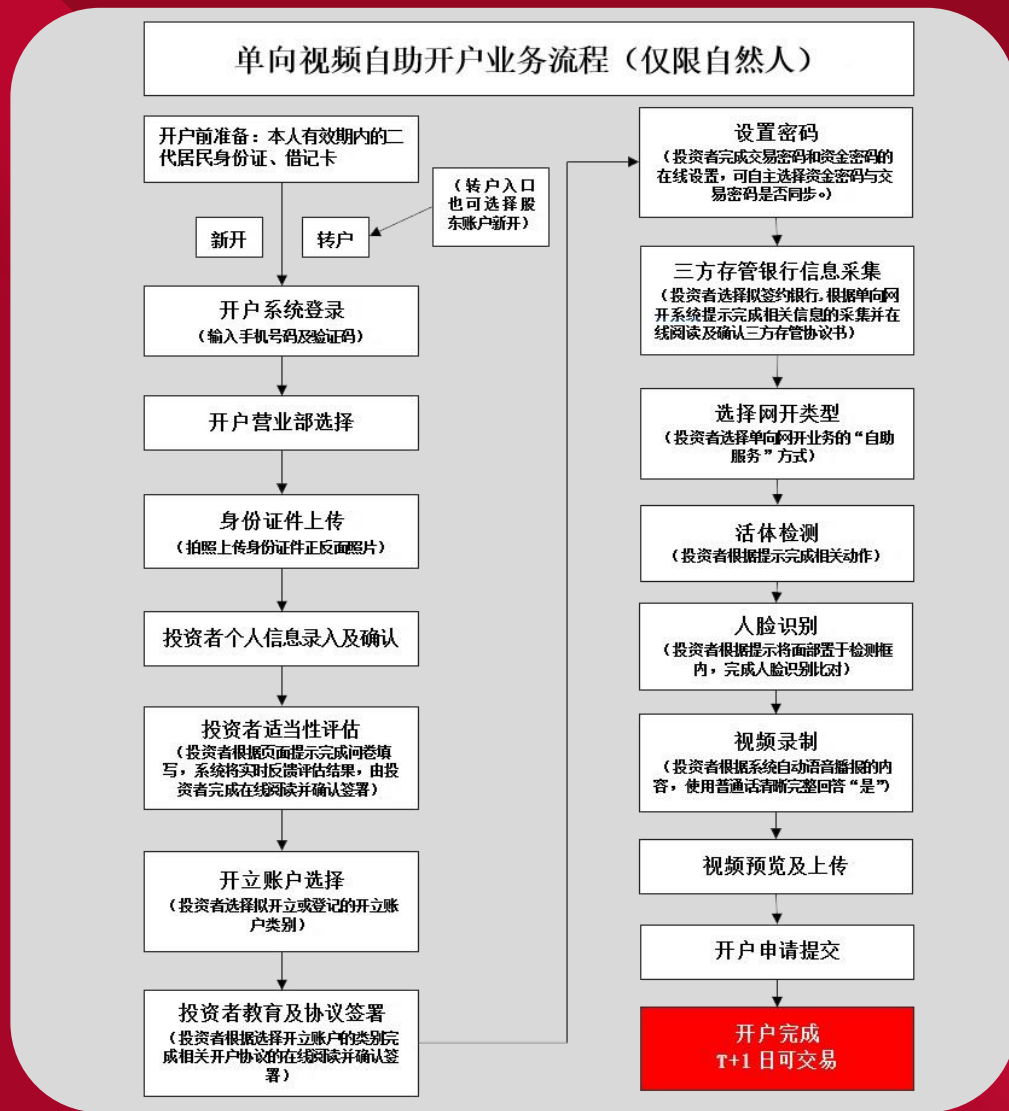 单向视频自助开户业务流程（仅限自然人）
开户前准备：本人有效期内的二
代居民身份证、借记卡
（转户入口
也可选择股
东账户新开）
新开
转户
开户系统登录
（输入手机号码及验证码）
开户营业部选择
身份证件上传
（拍照上传身份证件正反面照片）
投资者个人信息录入及确认
投资者适当性评估
（投资者根据页面提示完成问卷填
写，系统将实时反馈评估结果，由投
资者完成在线阅读并确认签署）
开立账户选择
（投资者选择拟开立或登记的开立账
户类别）
投资者教育及协议签署
（投资者根据选择开立账户的类别完
成相关开户协议的在线阅读并确认签
署）
设置密码
（投资者完成交易密码和资金密码的
在线设置，可自主选择资金密码与交
易密码是否同步。）
三方存管银行信息采集
（投资者选择拟签约银行，根据单向网
开系统提示完成相关信息的采集并在
线阅读及确认三方存管协议书）
选择网开类型
（投资者选择单向网开业务的“自助
服务”方式）
活体检测
（投资者根据提示完成相关动作）
人脸识别
（投资者根据提示将面部置于检测框
内，完成人脸识别比对）
视频录制
（投资者根据系统自动语音播报的内
容，使用普通话清晰完整回答“是”）
视频预览及上传
开户申请提交
开户完成
T+1 日可交易